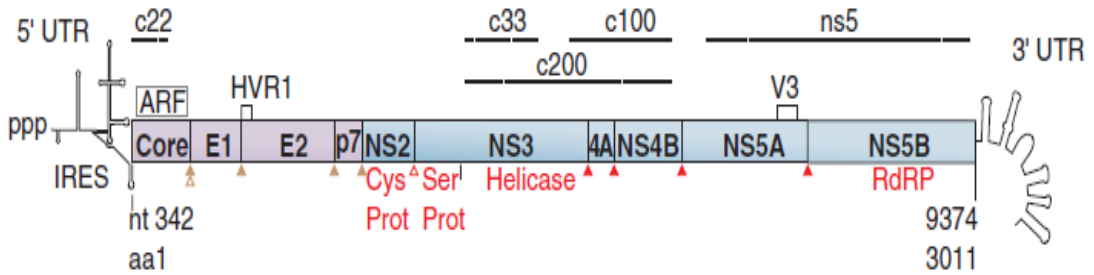 c22 c33 c100 ns5
5' UTR 3' UTR
c200
HVR1 V3
ARF
ppp
Core E1 E2 p7 NS2 NS3 4A NS4B NS5A NS5B
IRES Cys Ser Helicase RdRP
Prot Prot
nt 342 9374
aa1 3011